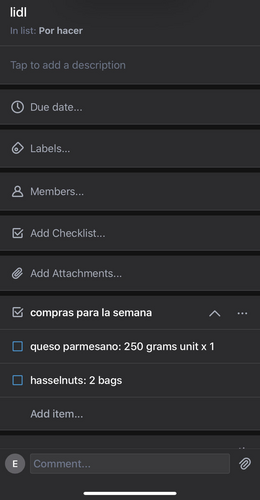 lidl
In list: Por hacer
Tap to add a description
Due date...
Labels...
Members...
Add Checklist...
Add Attachments...
compras para la semana
queso parmesano: 250 grams unit x 1
hasselnuts: 2 bags
Add item...
E
Comment...